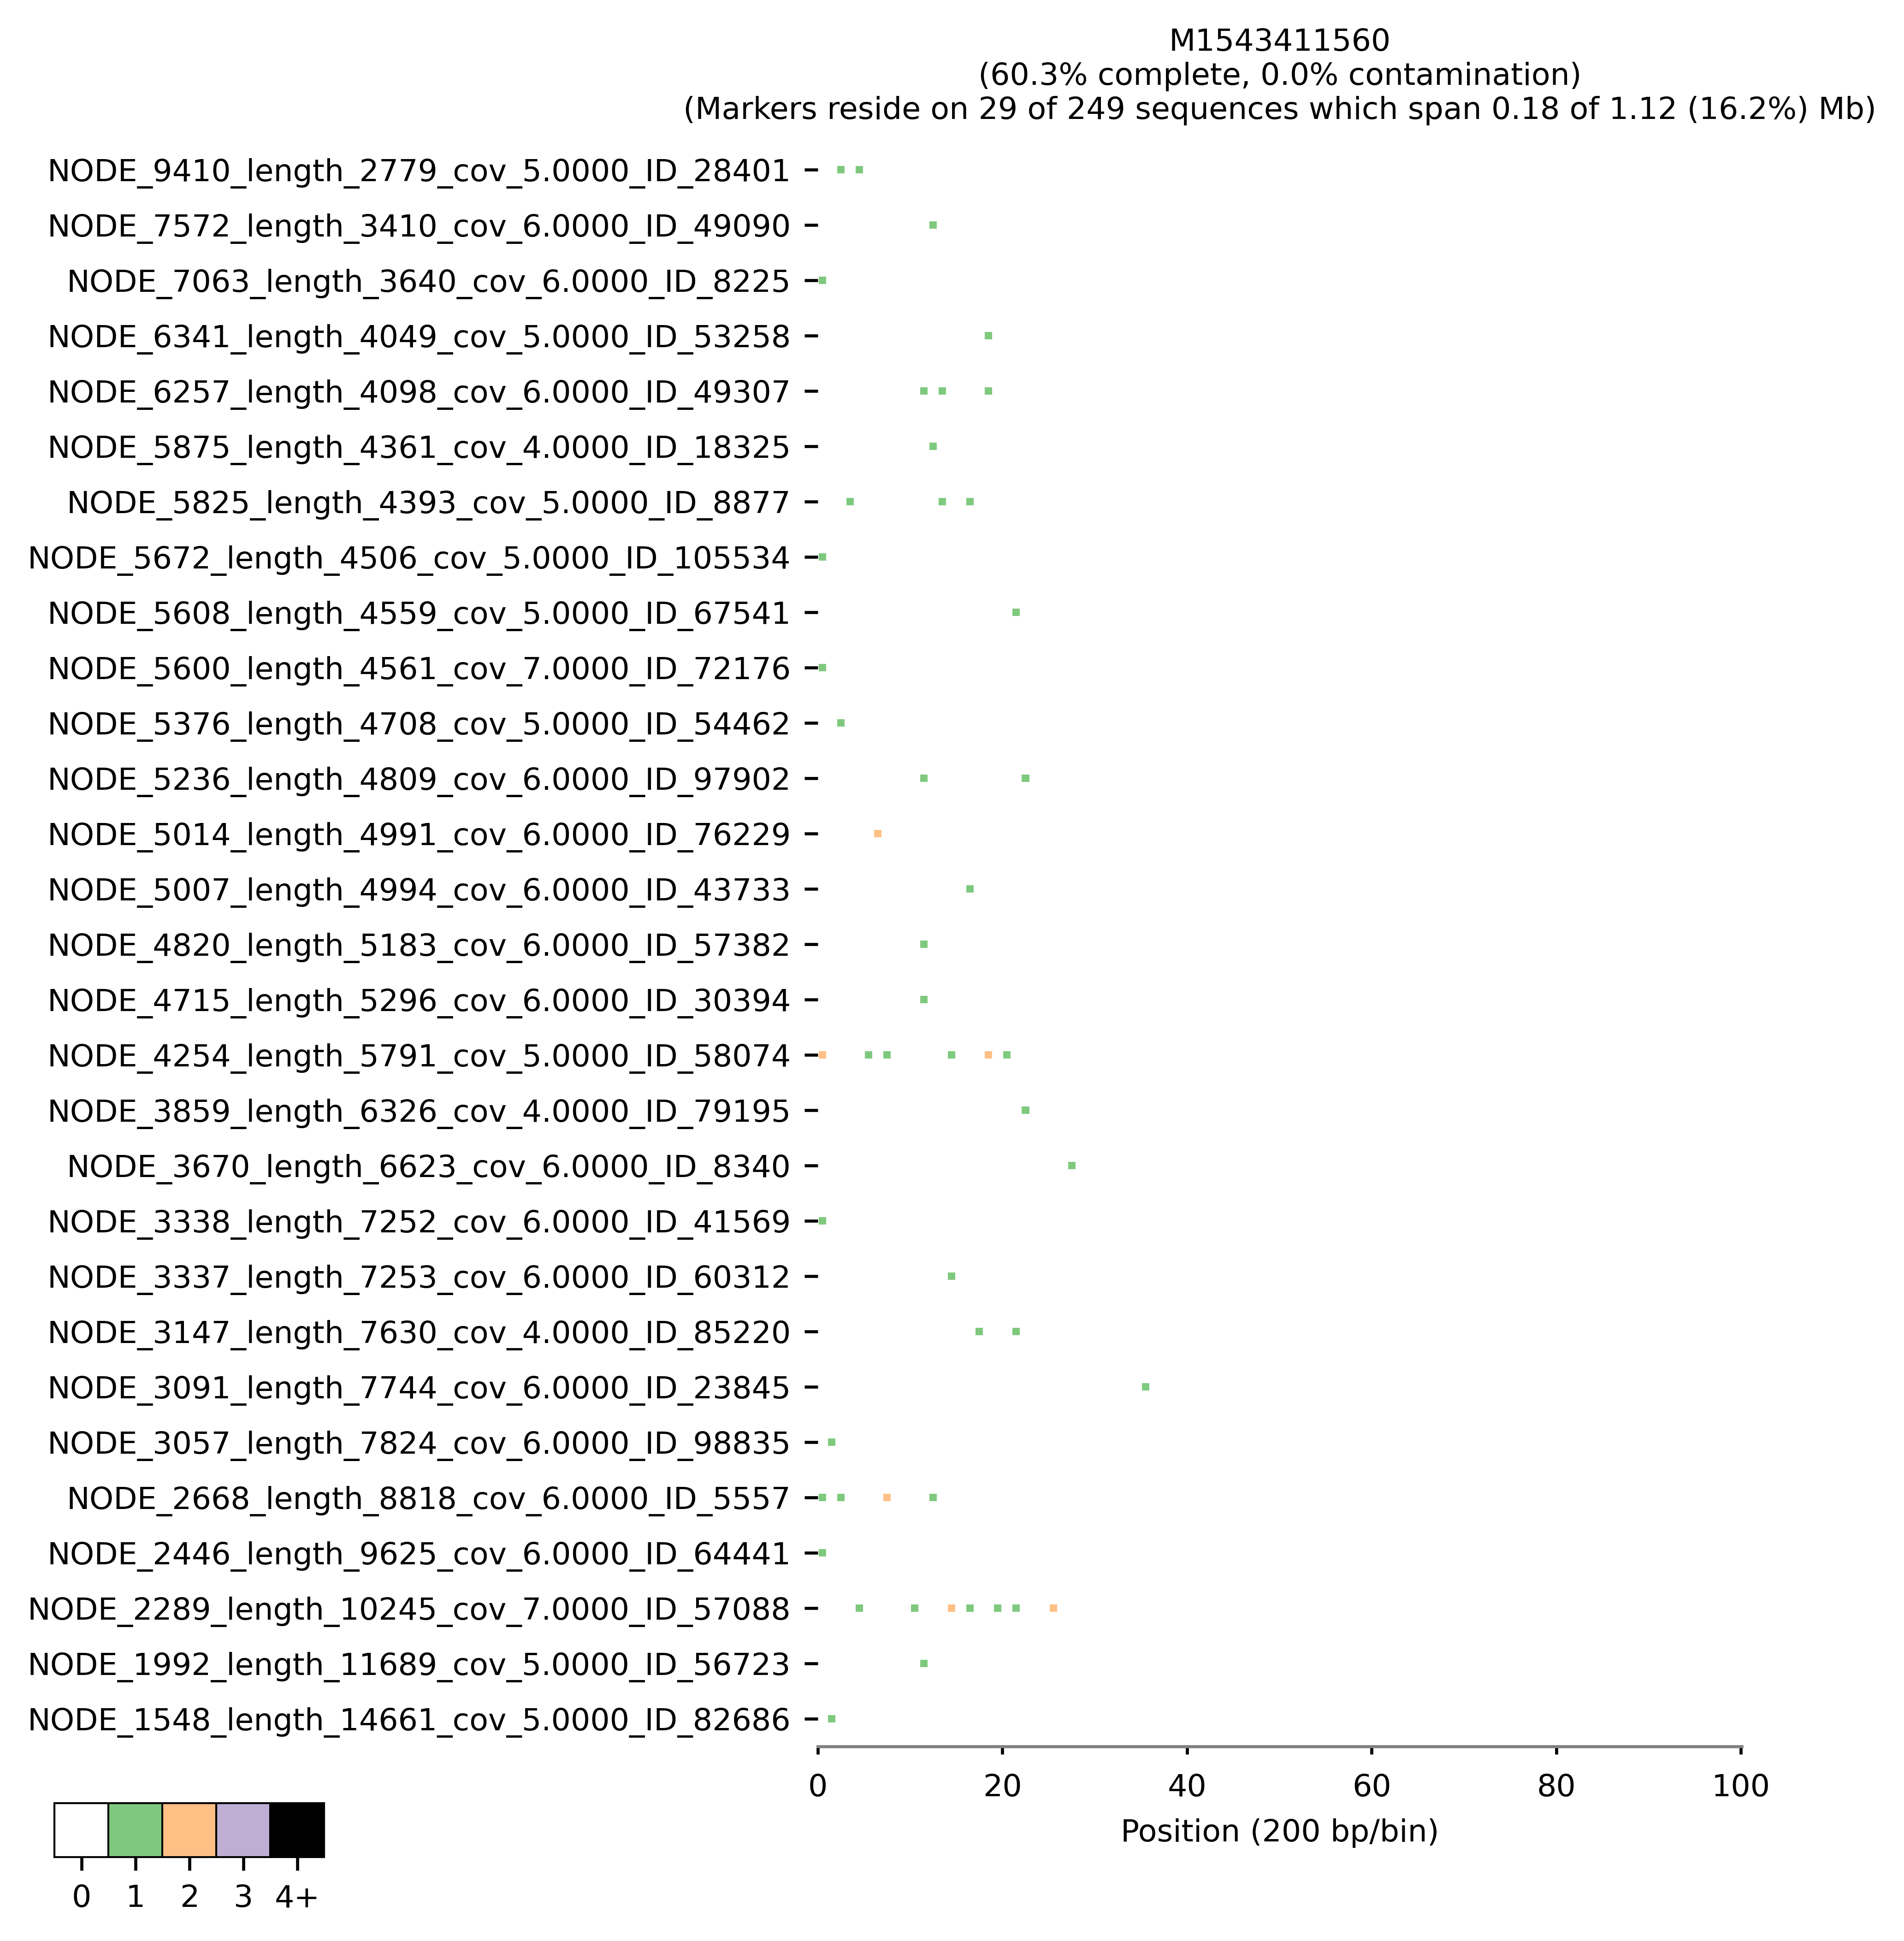 M1543411560
(60.3% complete, 0.0% contamination)
(Markers reside on 29 of 249 sequences which span 0.18 of 1.12 (16.2%) Mb)
NODE_9410_length_2779_cov_5.0000_ID_28401
NODE_7572_length_3410_cov_6.0000_ID_49090
NODE_7063_length_3640_cov_6.0000_ID_8225
NODE_6341_length_4049_cov_5.0000_ID_53258
NODE_6257_length_4098_cov_6.0000_ID_49307
NODE_5875_length_4361_cov_4.0000_ID_18325
NODE_5825_length_4393_cov_5.0000_ID_8877
NODE_5672_length_4506_cov_5.0000_ID_105534
NODE_5608_length_4559_cov_5.0000_ID_67541
NODE_5600_length_4561_cov_7.0000_ID_72176
NODE_5376_length_4708_cov_5.0000_ID_54462
NODE_5236_length_4809_cov_6.0000_ID_97902
NODE_5014_length_4991_cov_6.0000_ID_76229
NODE_5007_length_4994_cov_6.0000_ID_43733
NODE_4820_length_5183_cov_6.0000_ID_57382
NODE_4715_length_5296_cov_6.0000_ID_30394
NODE_4254_length_5791_cov_5.0000_ID_58074
NODE_3859_length_6326_cov_4.0000_ID_79195
NODE_3670_length_6623_cov_6.0000_ID_8340
NODE_3338_length_7252_cov_6.0000_ID_41569
NODE_3337_length_7253_cov_6.0000_ID_60312
NODE_3147_length_7630_cov_4.0000_ID_85220
NODE_3091_length_7744_cov_6.0000_ID_23845
NODE_3057_length_7824_cov_6.0000_ID_98835
NODE_2668_length_8818_cov_6.0000_ID_5557
NODE_2446_length_9625_cov_6.0000_ID_64441
NODE_2289_length_10245_cov_7.0000_ID_57088
NODE_1992_length_11689_cov_5.0000_ID_56723
NODE_1548_length_14661_cov_5.0000_ID_82686
0 20 40 60 80 100
Position (200 bp/bin)
0 1 2 3 4+